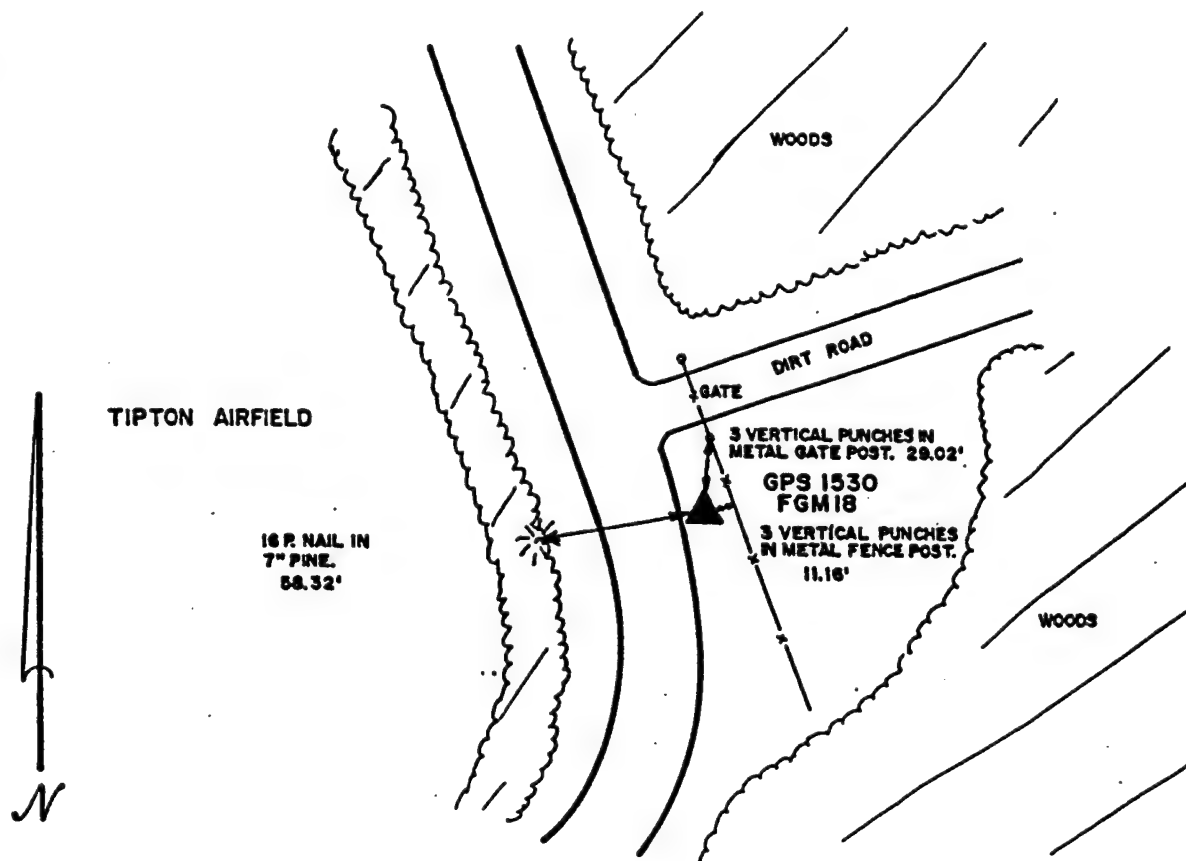 WOODS
DIRT ROAD
GATE
TIPTON AIRFIELD
3 VERTICAL PUNCHES IN
METAL GATE POST. 29.02'
GPS 1530
FGM18
3 VERTICAL PUNCHES
IN METAL FENCE POST.
11.16'
16 P. NAIL IN
7" PINE.
58.32'
WOODS
N